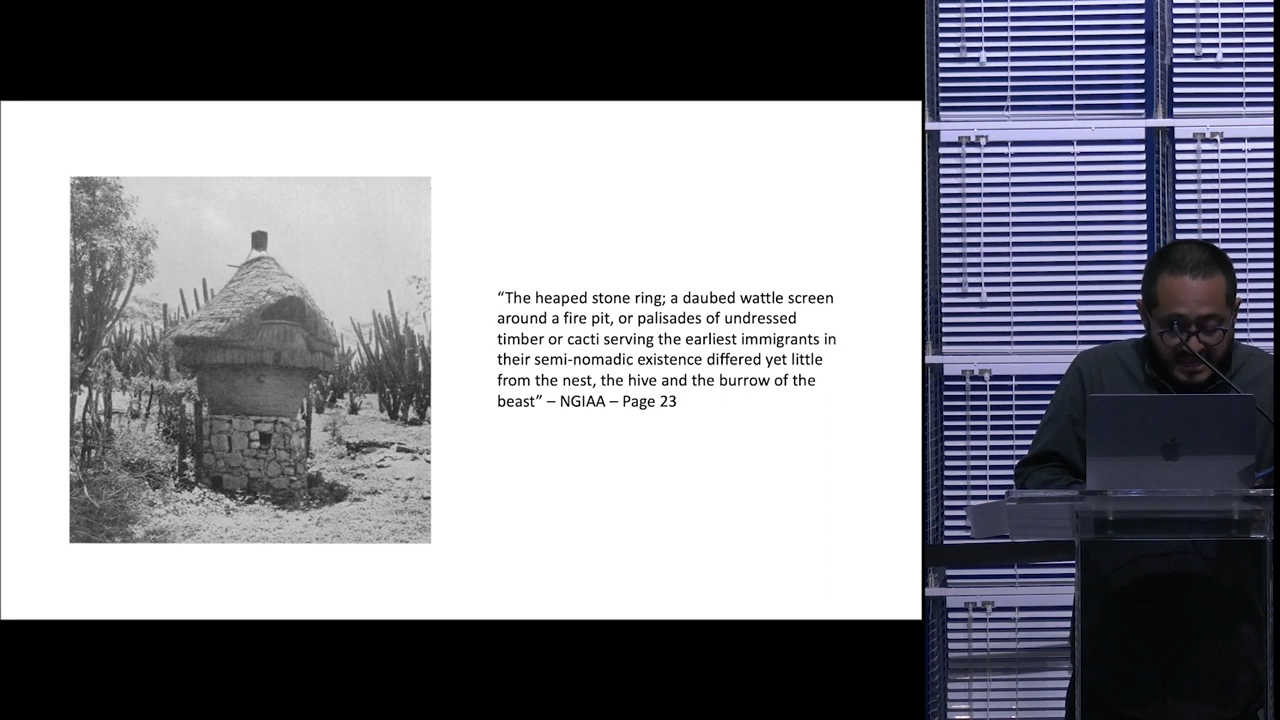 “The heaped stone ring; a daubed wattle screen
around a fire pit, or palisades of undressed
timber or cacti serving the earliest immigrants in
their semi-nomadic existence differed yet little
from the nest, the hive and the burrow of the
beast” – NGIAA – Page 23